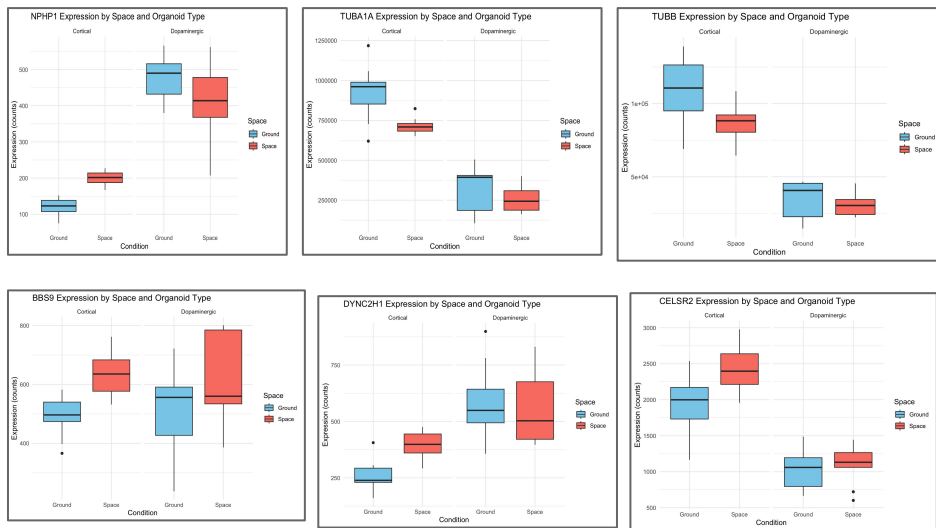 NPHP1 Expression by Space and Organoid Type
Cortical
Dopaminergic
Expression (counts)
500
400
300
200
100
Ground
Space
Ground
Space
Condition
Space
Ground
Space
TUBA1A Expression by Space and Organoid Type
Cortical
Dopaminergic
Expression (counts)
1250000
1000000
750000
500000
250000
Ground
Space
Ground
Space
Condition
Space
Ground
Space
TUBB Expression by Space and Organoid Type
Cortical
Dopaminergic
Expression (counts)
1e+05
5e+04
Ground
Space
Ground
Space
Condition
Space
Ground
Space
BBS9 Expression by Space and Organoid Type
Cortical
Dopaminergic
Expression (counts)
800
600
400
Ground
Space
Ground
Space
Condition
Space
Ground
Space
DYNC2H1 Expression by Space and Organoid Type
Cortical
Dopaminergic
Expression (counts)
750
500
250
Ground
Space
Ground
Space
Condition
Space
Ground
Space
CELSR2 Expression by Space and Organoid Type
Cortical
Dopaminergic
Expression (counts)
3000
2500
2000
1500
1000
500
Ground
Space
Ground
Space
Condition
Space
Ground
Space